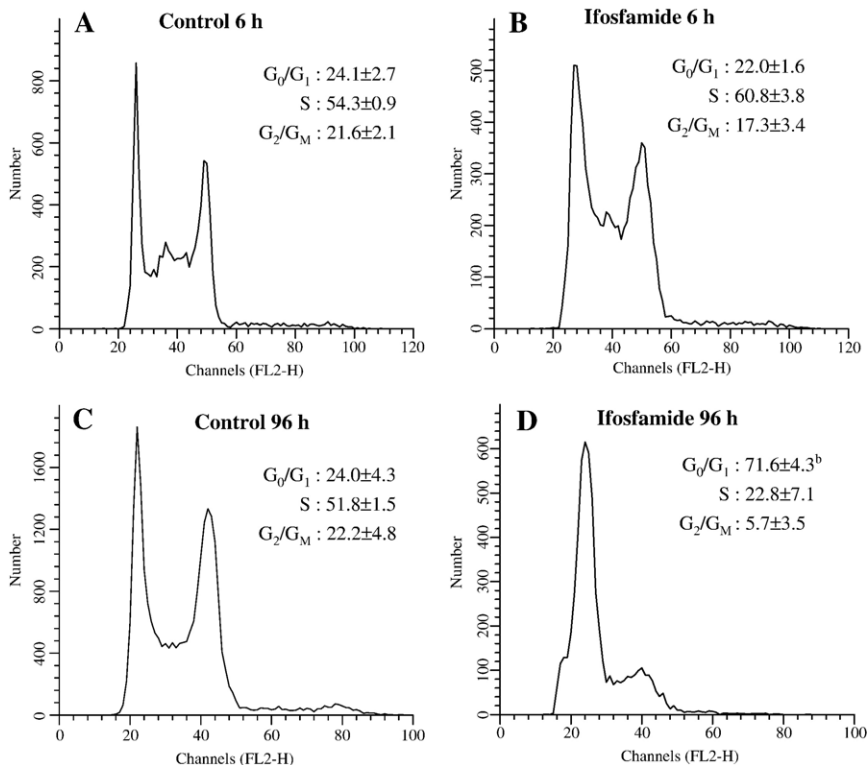 A
Control 6 h
G0/G1 : 24.1±2.7
S : 54.3±0.9
G2/GM : 21.6±2.1
Number
0
200
400
600
800
0
20
40
60
80
100
120
Channels (FL2-H)
B
Ifosfamide 6 h
G0/G1 : 22.0±1.6
S : 60.8±3.8
G2/GM : 17.3±3.4
Number
0
100
200
300
400
500
0
20
40
60
80
100
120
Channels (FL2-H)
C
Control 96 h
G0/G1 : 24.0±4.3
S : 51.8±1.5
G2/GM : 22.2±4.8
Number
0
400
800
1200
1600
0
20
40
60
80
100
Channels (FL2-H)
D
Ifosfamide 96 h
G0/G1 : 71.6±4.3b
S : 22.8±7.1
G2/GM : 5.7±3.5
Number
0
100
200
300
400
500
600
0
20
40
60
80
100
Channels (FL2-H)